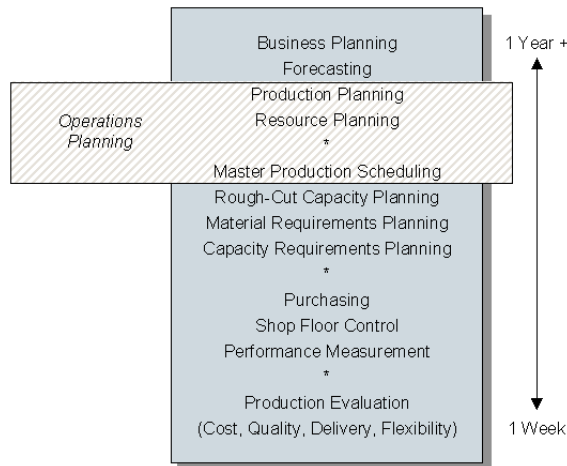 Business Planning
1 Year +
Forecasting
Production Planning
Operations
Planning
Resource Planning
*
Master Production Scheduling
Rough-Cut Capacity Planning
Material Requirements Planning
Capacity Requirements Planning
*
Purchasing
Shop Floor Control
Performance Measurement
*
Production Evaluation
(Cost, Quality, Delivery, Flexibility)
1 Week